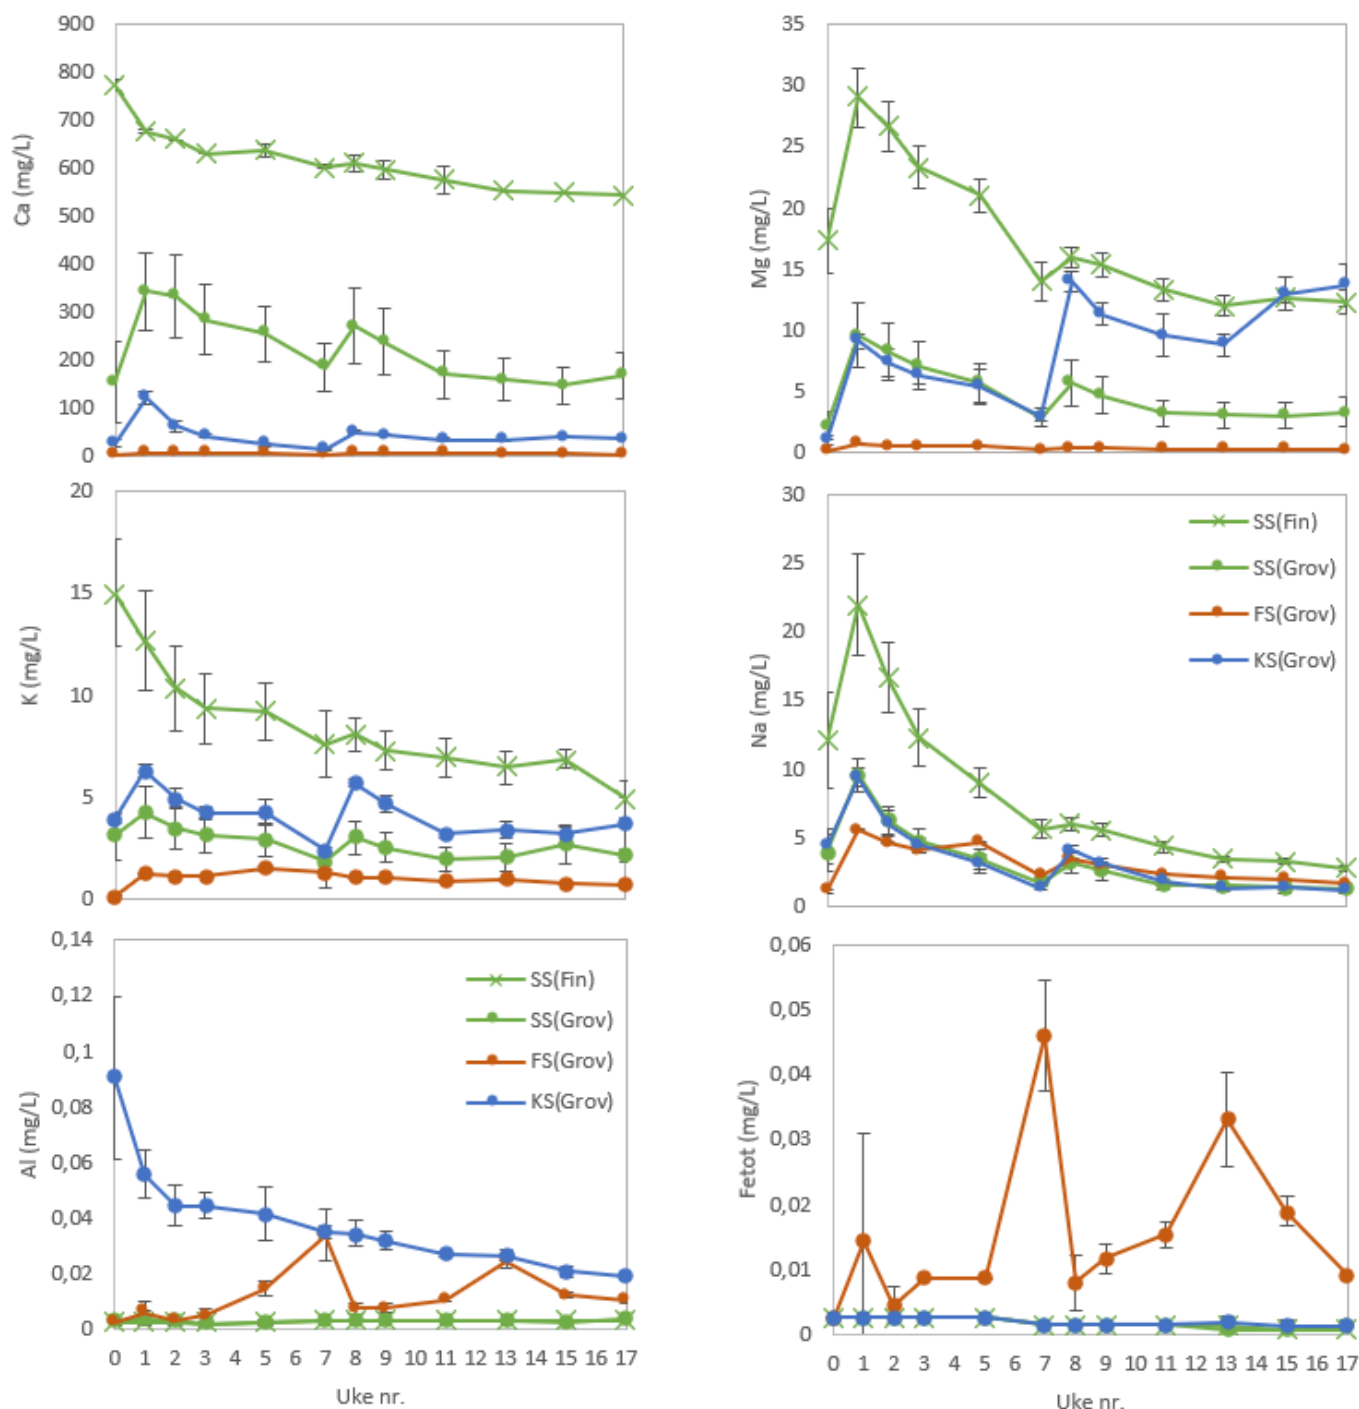 900
800
700
600
500
400
300
200
100
0
Ca (mg/L)
35
30
25
20
15
10
5
0
Mg (mg/L)
20
15
10
5
0
K (mg/L)
30
25
20
15
10
5
0
Na (mg/L)
SS(Fin)
SS(Grov)
FS(Grov)
KS(Grov)
0,14
0,12
0,1
0,08
0,06
0,04
0,02
0
Al (mg/L)
SS(Fin)
SS(Grov)
FS(Grov)
KS(Grov)
0 1 2 3 4 5 6 7 8 9 10 11 12 13 14 15 16 17
Uke nr.
0,06
0,05
0,04
0,03
0,02
0,01
0
Fetot (mg/L)
0 1 2 3 4 5 6 7 8 9 10 11 12 13 14 15 16 17
Uke nr.